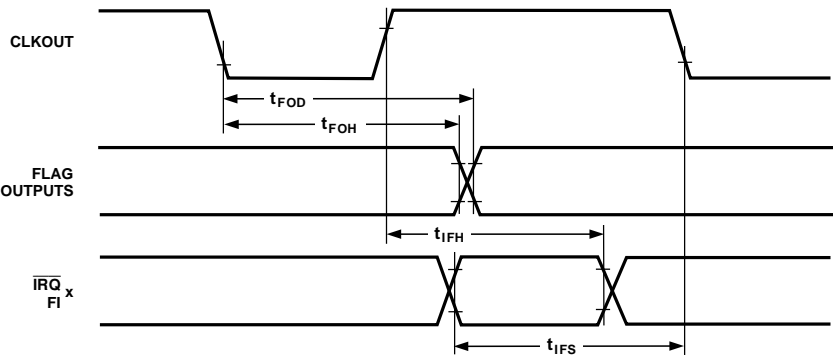 CLKOUT
tFOD
tFOH
FLAG
OUTPUTS
tIFH
IRQ x
FI
tIFS